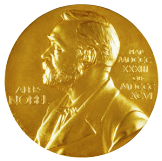 ALFR·
NOBEL
NAT·
MDCCC
XXXIII
OB·
MDCCC
XCVI